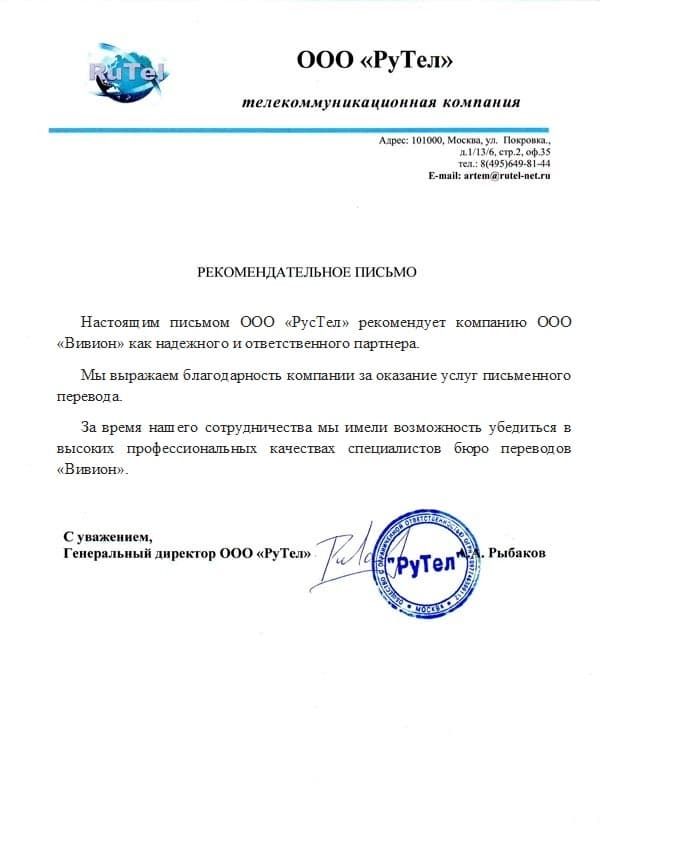 RuTel
ООО «РуТел»
телекоммуникационная компания
Адрес: 101000, Москва, ул. Покровка.,
д.1/13/6, стр.2, оф.35
тел.: 8(495)649-81-44
E-mail: artem@rutel-net.ru
РЕКОМЕНДАТЕЛЬНОЕ ПИСЬМО
Настоящим письмом ООО «РусТел» рекомендует компанию ООО
«Вивион» как надежного и ответственного партнера.
Мы выражаем благодарность компании за оказание услуг письменного
перевода.
За время нашего сотрудничества мы имели возможность убедиться в
высоких профессиональных качествах специалистов бюро переводов
«Вивион».
С уважением,
Генеральный директор ООО «РуТел»
Рыбаков
ОБЩЕСТВО С ОГРАНИЧЕННОЙ ОТВЕТСТВЕННОСТЬЮ ОГРН
"РуТел"
* МОСКВА *